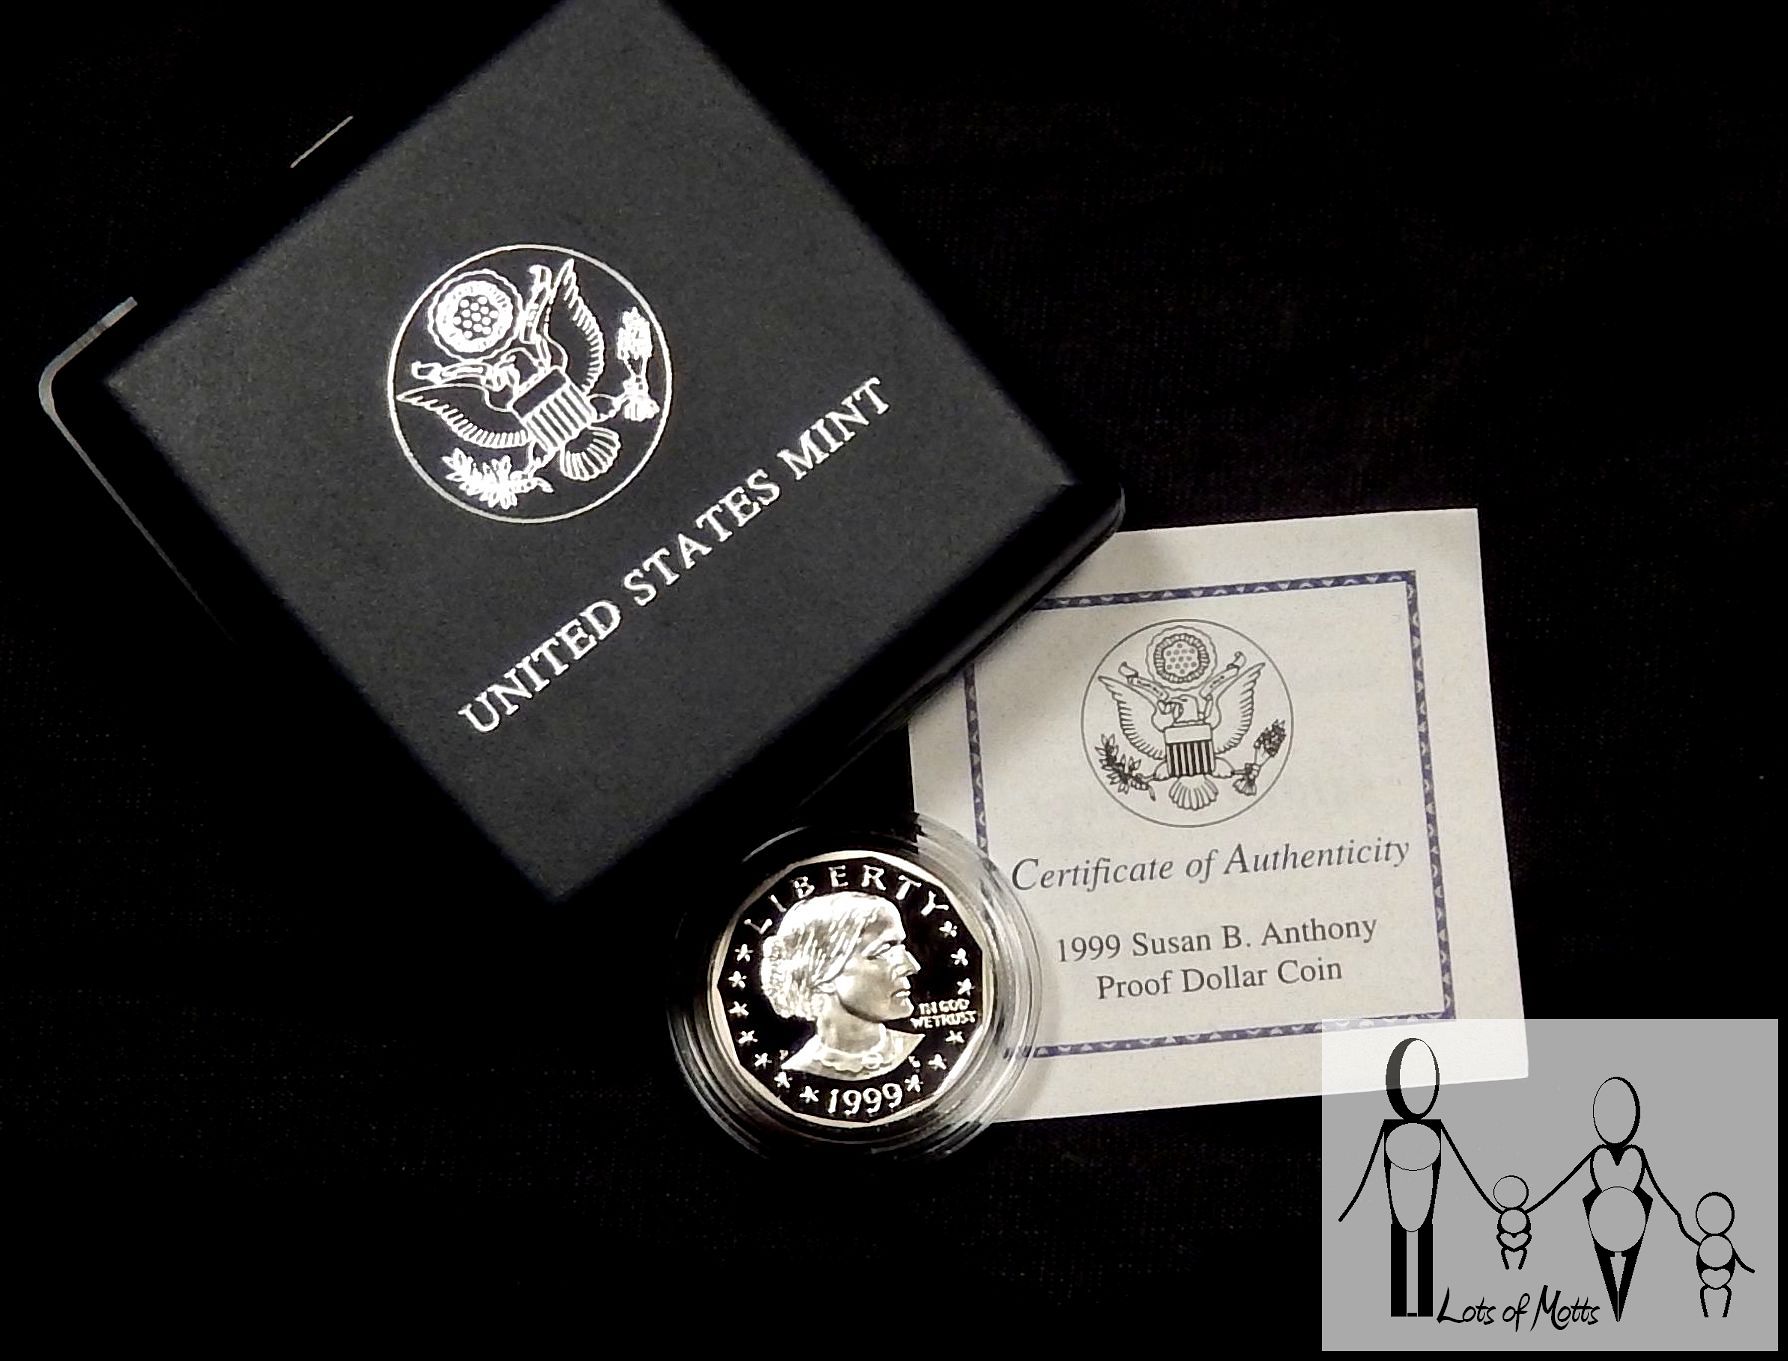 UNITED STATES MINT
Certificate of Authenticity
1999 Susan B. Anthony
Proof Dollar Coin
LIBERTY
IN GOD
WE TRUST
P
1999
Lots of Motts